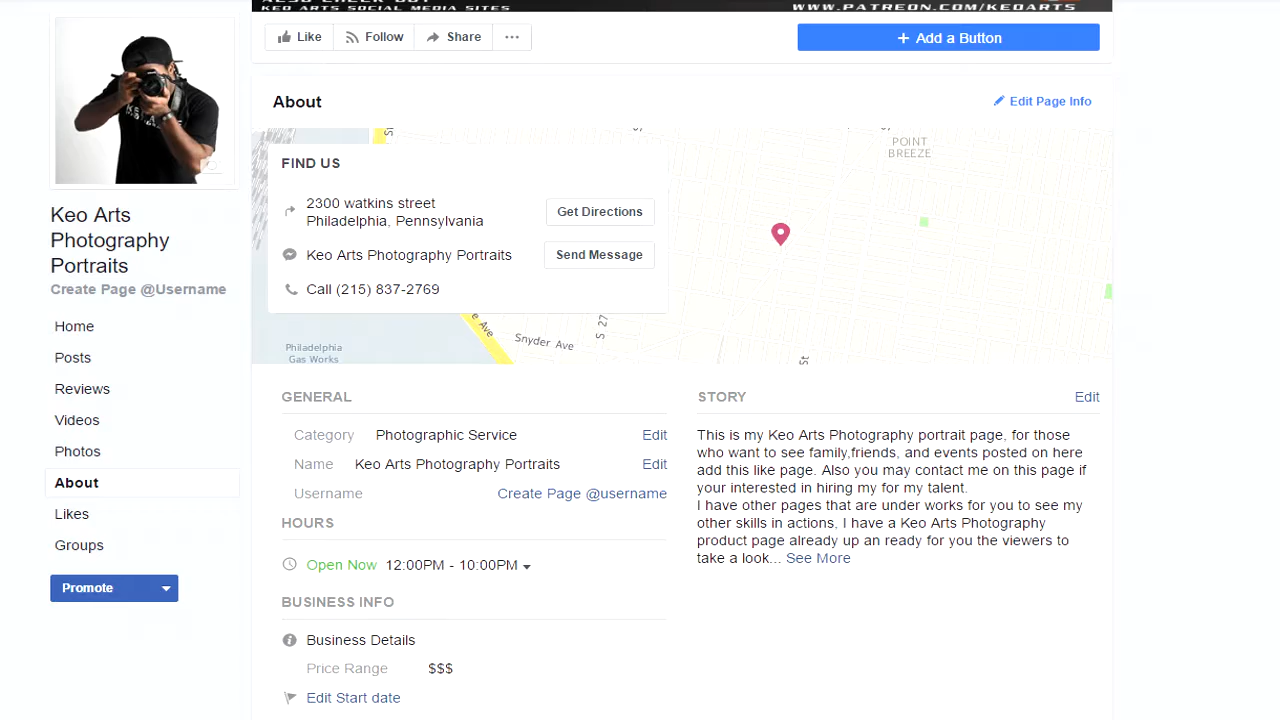 KEO ARTS SOCIAL MEDIA SITES
WWW.PATREON.COM/KEOARTS
Like
Follow
Share
+ Add a Button
Keo Arts
Photography
Portraits
Create Page @Username
Home
Posts
Reviews
Videos
Photos
About
Likes
Groups
Promote
About
Edit Page Info
POINT
BREEZE
FIND US
2300 watkins street
Philadelphia, Pennsylvania
Get Directions
Keo Arts Photography Portraits
Send Message
Call (215) 837-2769
e Ave
Snyder Ave
S 27
St
Philadelphia
Gas Works
GENERAL
Category Photographic Service Edit
Name Keo Arts Photography Portraits Edit
Username Create Page @username
HOURS
Open Now 12:00PM - 10:00PM
BUSINESS INFO
Business Details
Price Range $$$
Edit Start date
STORY Edit
This is my Keo Arts Photography portrait page, for those
who want to see family,friends, and events posted on here
add this like page. Also you may contact me on this page if
your interested in hiring my for my talent.
I have other pages that are under works for you to see my
other skills in actions, I have a Keo Arts Photography
product page already up an ready for you the viewers to
take a look... See More